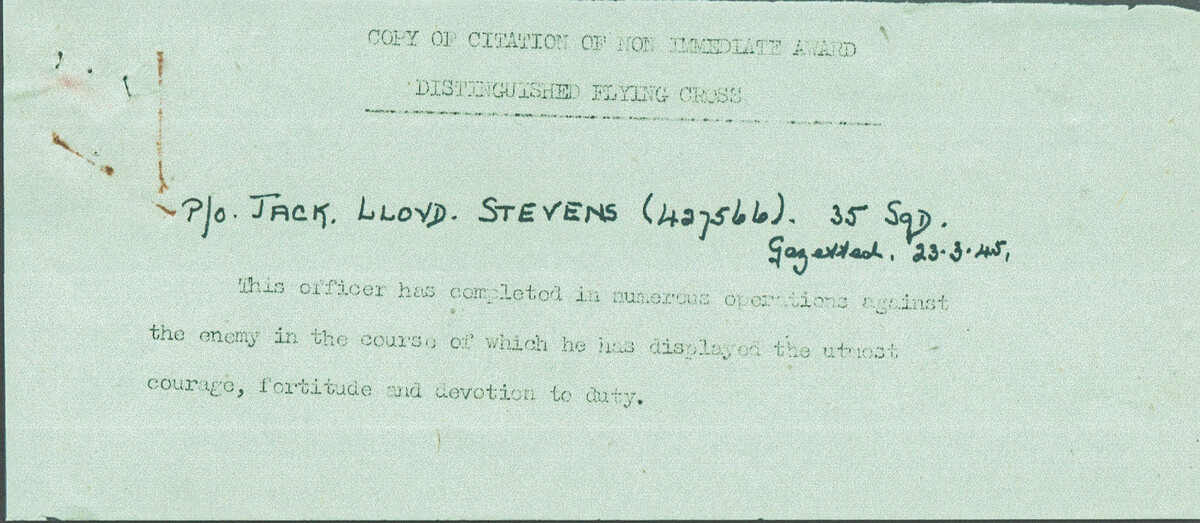 COPY OF CITATION OF NON IMMEDIATE AWARD
DISTINGUISHED FLYING CROSS
P/o. JACK. LLOYD. STEVENS (427566). 35 SqD.
Gazetted. 23.3.45.
This officer has completed in numerous operations against
the enemy in the course of which he has displayed the utmost
courage, fortitude and devotion to duty.